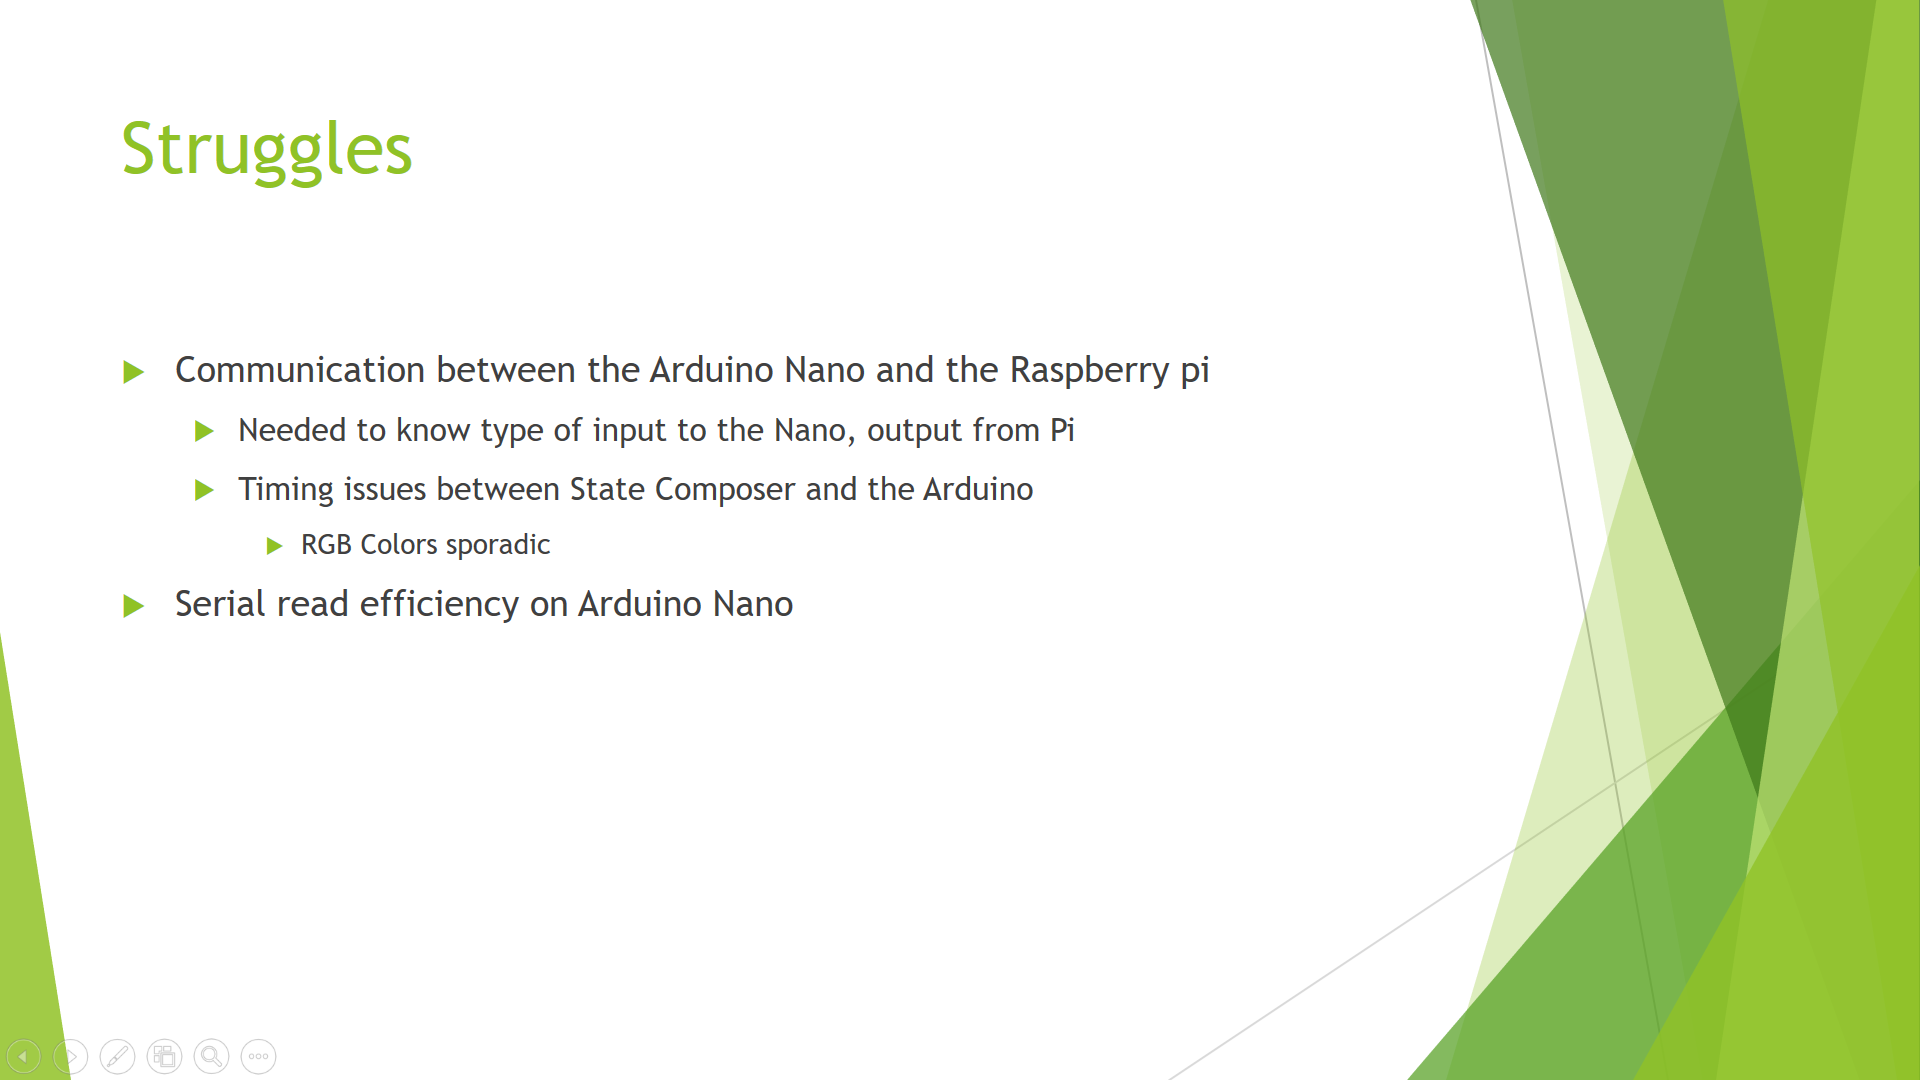 Struggles
Communication between the Arduino Nano and the Raspberry pi
Needed to know type of input to the Nano, output from Pi
Timing issues between State Composer and the Arduino
RGB Colors sporadic
Serial read efficiency on Arduino Nano